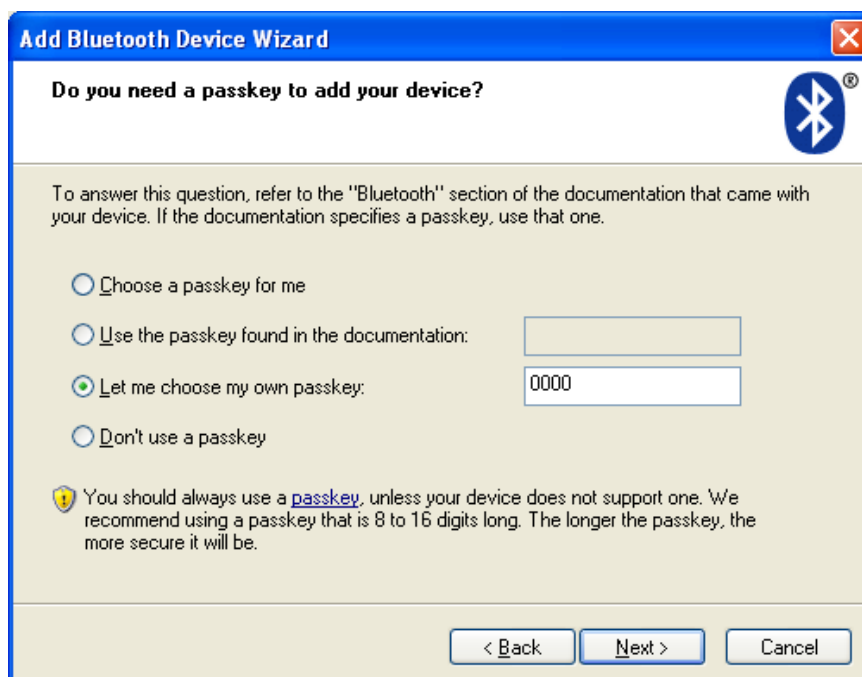 Add Bluetooth Device Wizard
Do you need a passkey to add your device?
®
To answer this question, refer to the "Bluetooth" section of the documentation that came with
your device. If the documentation specifies a passkey, use that one.
Choose a passkey for me
Use the passkey found in the documentation:
Let me choose my own passkey: 0000
Don't use a passkey
You should always use a passkey, unless your device does not support one. We
recommend using a passkey that is 8 to 16 digits long. The longer the passkey, the
more secure it will be.
< Back Next > Cancel